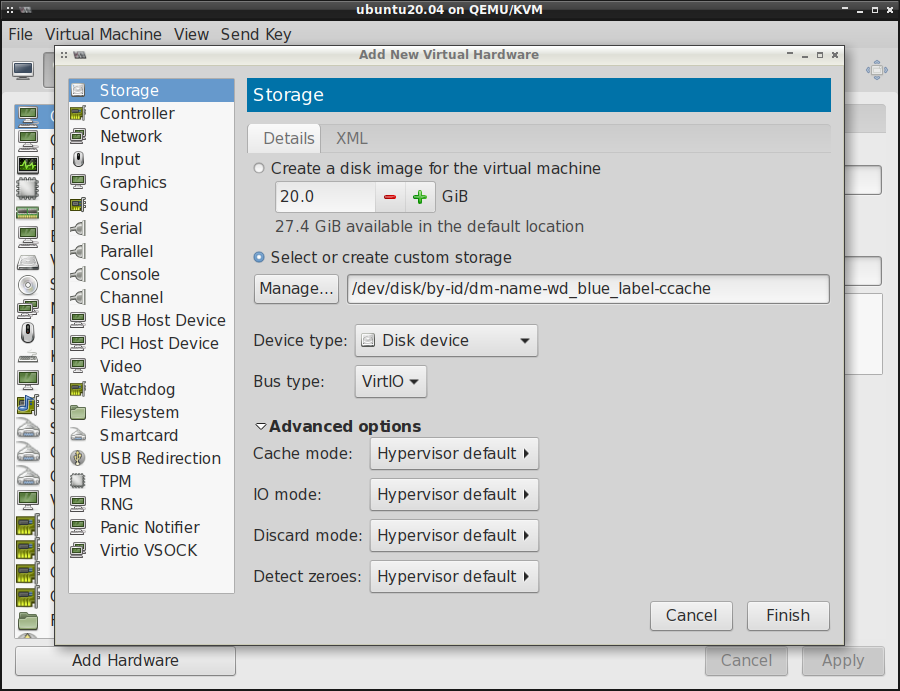 ubuntu20.04 on QEMU/KVM
File Virtual Machine View Send Key
Add New Virtual Hardware
Storage
Controller
Network
Input
Graphics
Sound
Serial
Parallel
Console
Channel
USB Host Device
PCI Host Device
Video
Watchdog
Filesystem
Smartcard
USB Redirection
TPM
RNG
Panic Notifier
Virtio VSOCK
Storage
Details XML
Create a disk image for the virtual machine
20.0 GiB
27.4 GiB available in the default location
Select or create custom storage
Manage... /dev/disk/by-id/dm-name-wd_blue_label-ccache
Device type: Disk device
Bus type: VirtIO
Advanced options
Cache mode: Hypervisor default
IO mode: Hypervisor default
Discard mode: Hypervisor default
Detect zeroes: Hypervisor default
Cancel Finish
Add Hardware Cancel Apply